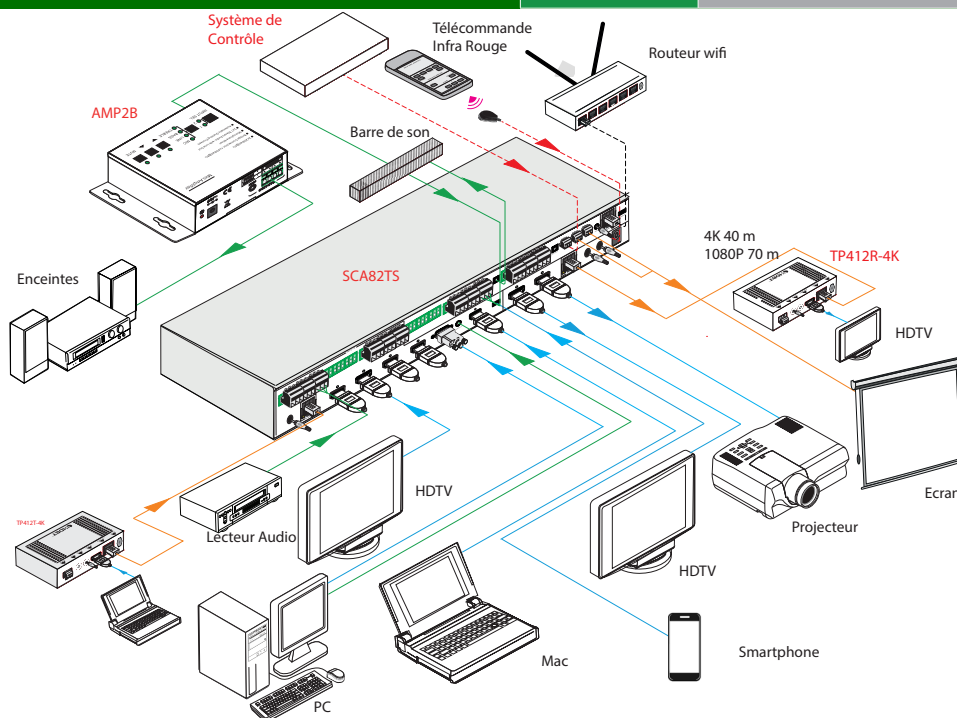 Système de
Contrôle
Télécommande
Infra Rouge
Routeur wifi
AMP2B
Barre de son
SCA82TS
4K 40 m
1080P 70 m
TP412R-4K
Enceintes
HDTV
Ecran
HDTV
Projecteur
Lecteur Audio
TP412T-4K
HDTV
Mac
Smartphone
PC